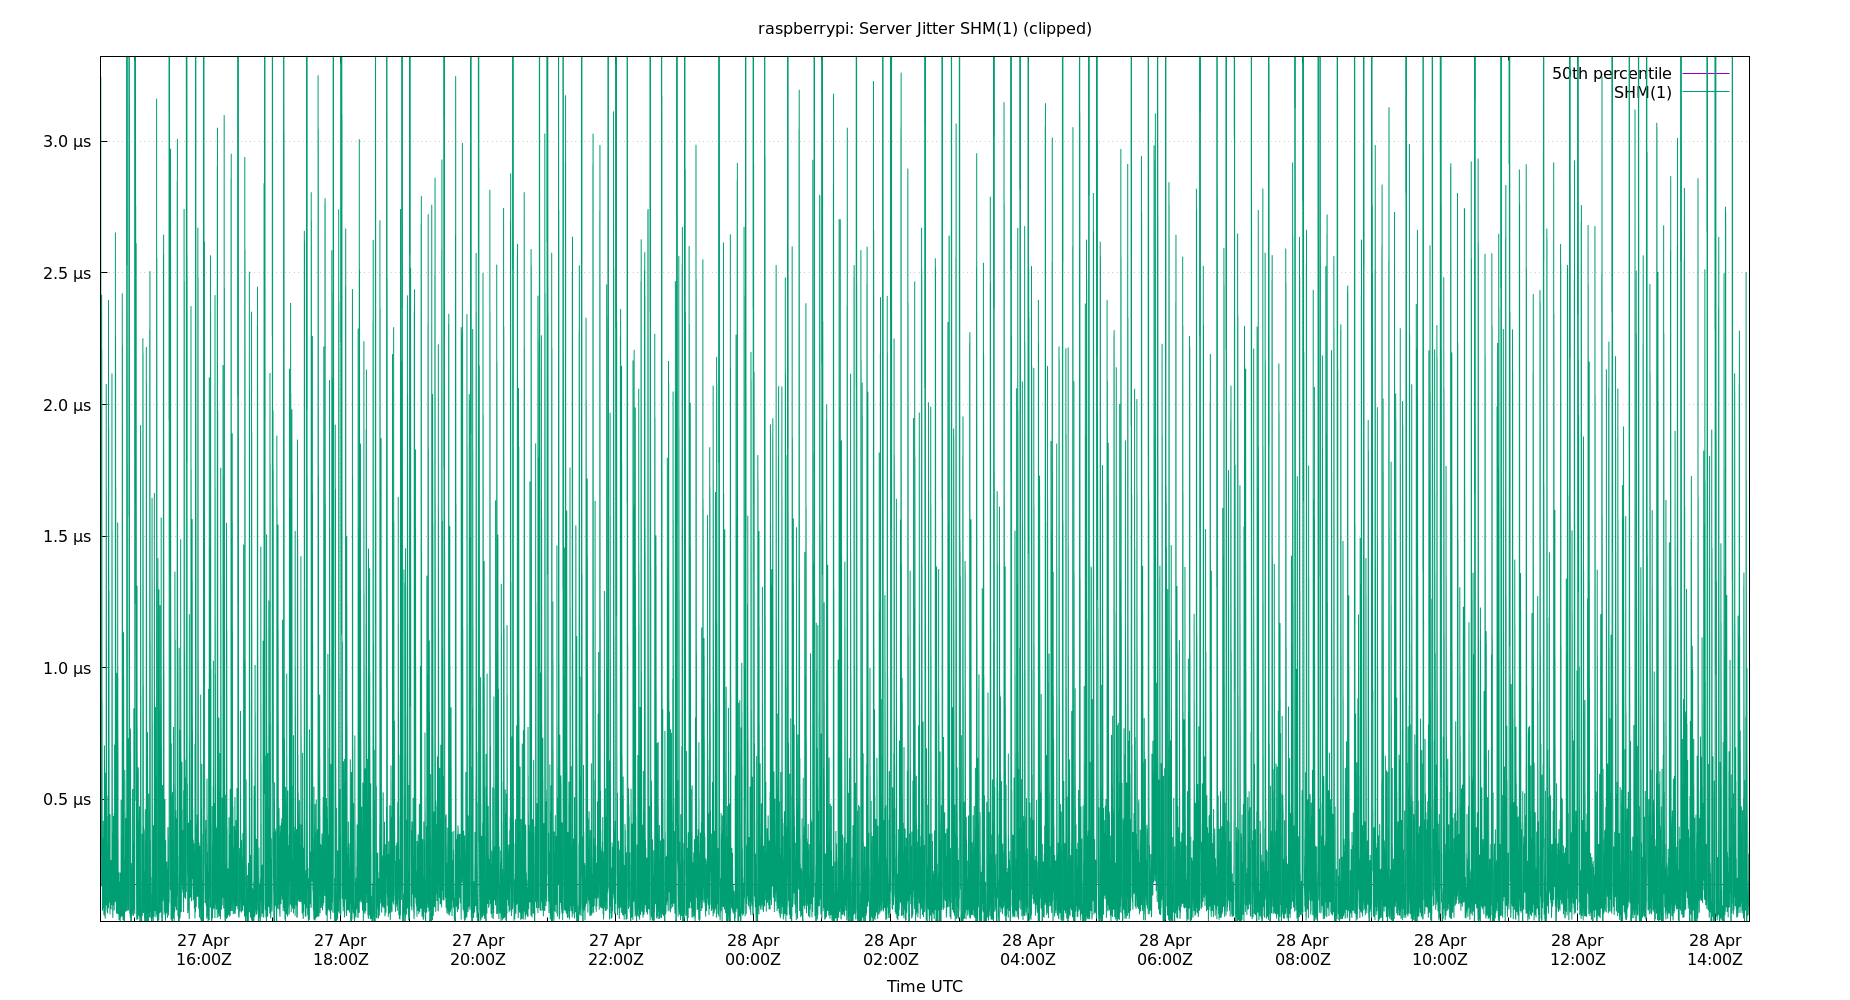 raspberrypi: Server Jitter SHM(1) (clipped)
50th percentile
SHM(1)
3.0 µs
2.5 µs
2.0 µs
1.5 µs
1.0 µs
0.5 µs
27 Apr 27 Apr 27 Apr 27 Apr 28 Apr 28 Apr 28 Apr 28 Apr 28 Apr 28 Apr 28 Apr 28 Apr
16:00Z 18:00Z 20:00Z 22:00Z 00:00Z 02:00Z 04:00Z 06:00Z 08:00Z 10:00Z 12:00Z 14:00Z
Time UTC